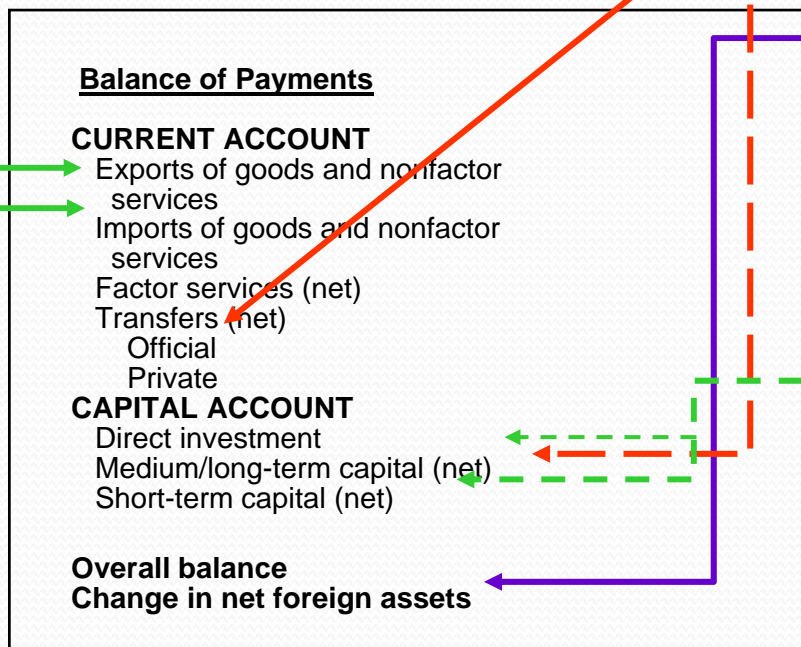 Balance of Payments
CURRENT ACCOUNT
Exports of goods and nonfactor
services
Imports of goods and nonfactor
services
Factor services (net)
Transfers (net)
Official
Private
CAPITAL ACCOUNT
Direct investment
Medium/long-term capital (net)
Short-term capital (net)
Overall balance
Change in net foreign assets